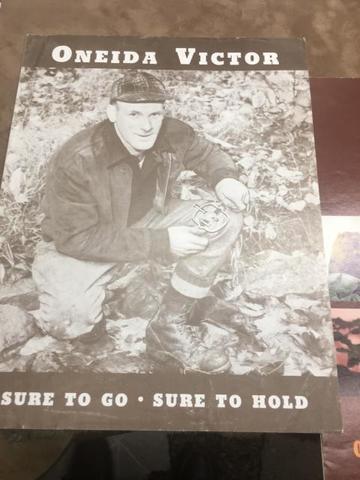 ONEIDA VICTOR
SURE TO GO · SURE TO HOLD